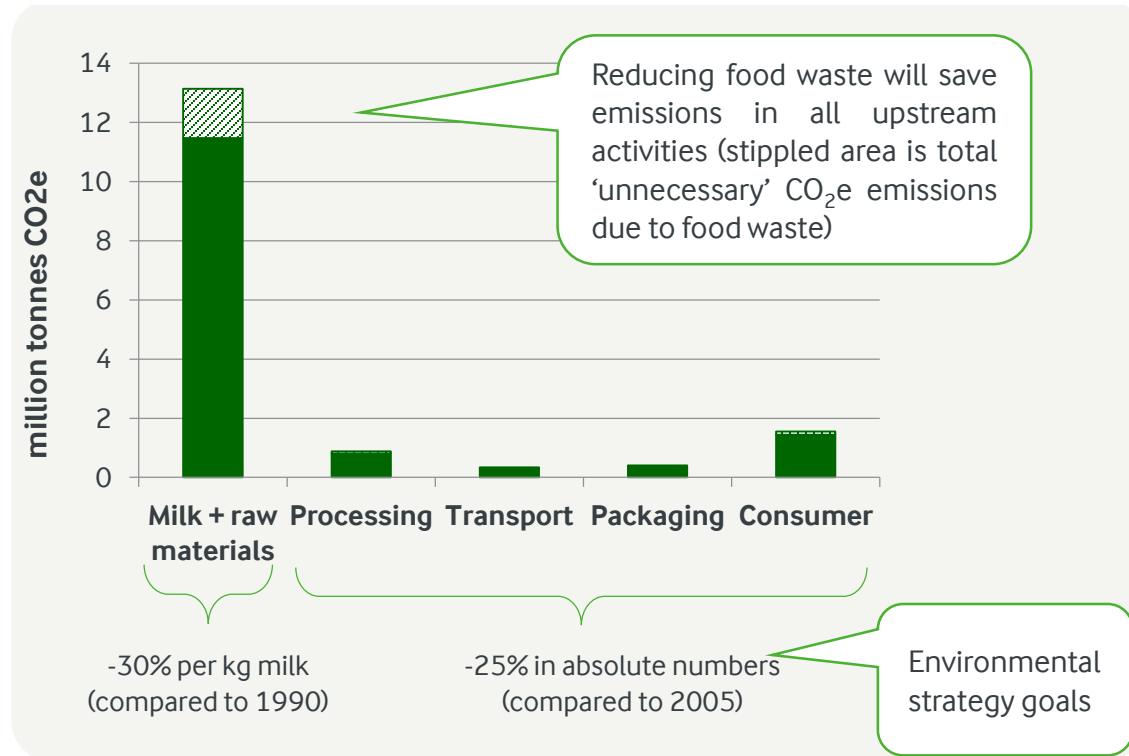 million tonnes CO2e
14
12
10
8
6
4
2
0
Reducing food waste will save
emissions in all upstream
activities (stippled area is total
‘unnecessary’ CO₂e emissions
due to food waste)
Milk + raw
materials
Processing
Transport
Packaging
Consumer
-30% per kg milk
(compared to 1990)
-25% in absolute numbers
(compared to 2005)
Environmental
strategy goals